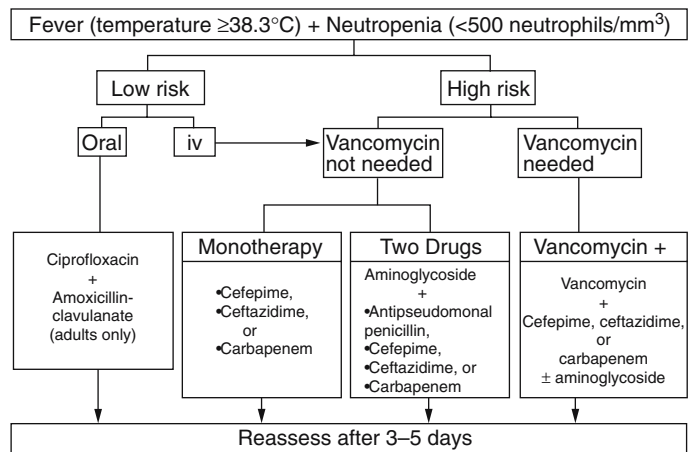 Fever (temperature ≥38.3°C) + Neutropenia (<500 neutrophils/mm³)
Low risk
High risk
Oral
iv
Vancomycin
not needed
Vancomycin
needed
Ciprofloxacin
+
Amoxicillin-
clavulanate
(adults only)
Monotherapy
•Cefepime,
•Ceftazidime,
or
•Carbapenem
Two Drugs
Aminoglycoside
+
•Antipseudomonal
penicillin,
•Cefepime,
•Ceftazidime, or
•Carbapenem
Vancomycin +
Vancomycin
+
Cefepime, ceftazidime,
or
carbapenem
± aminoglycoside
Reassess after 3–5 days